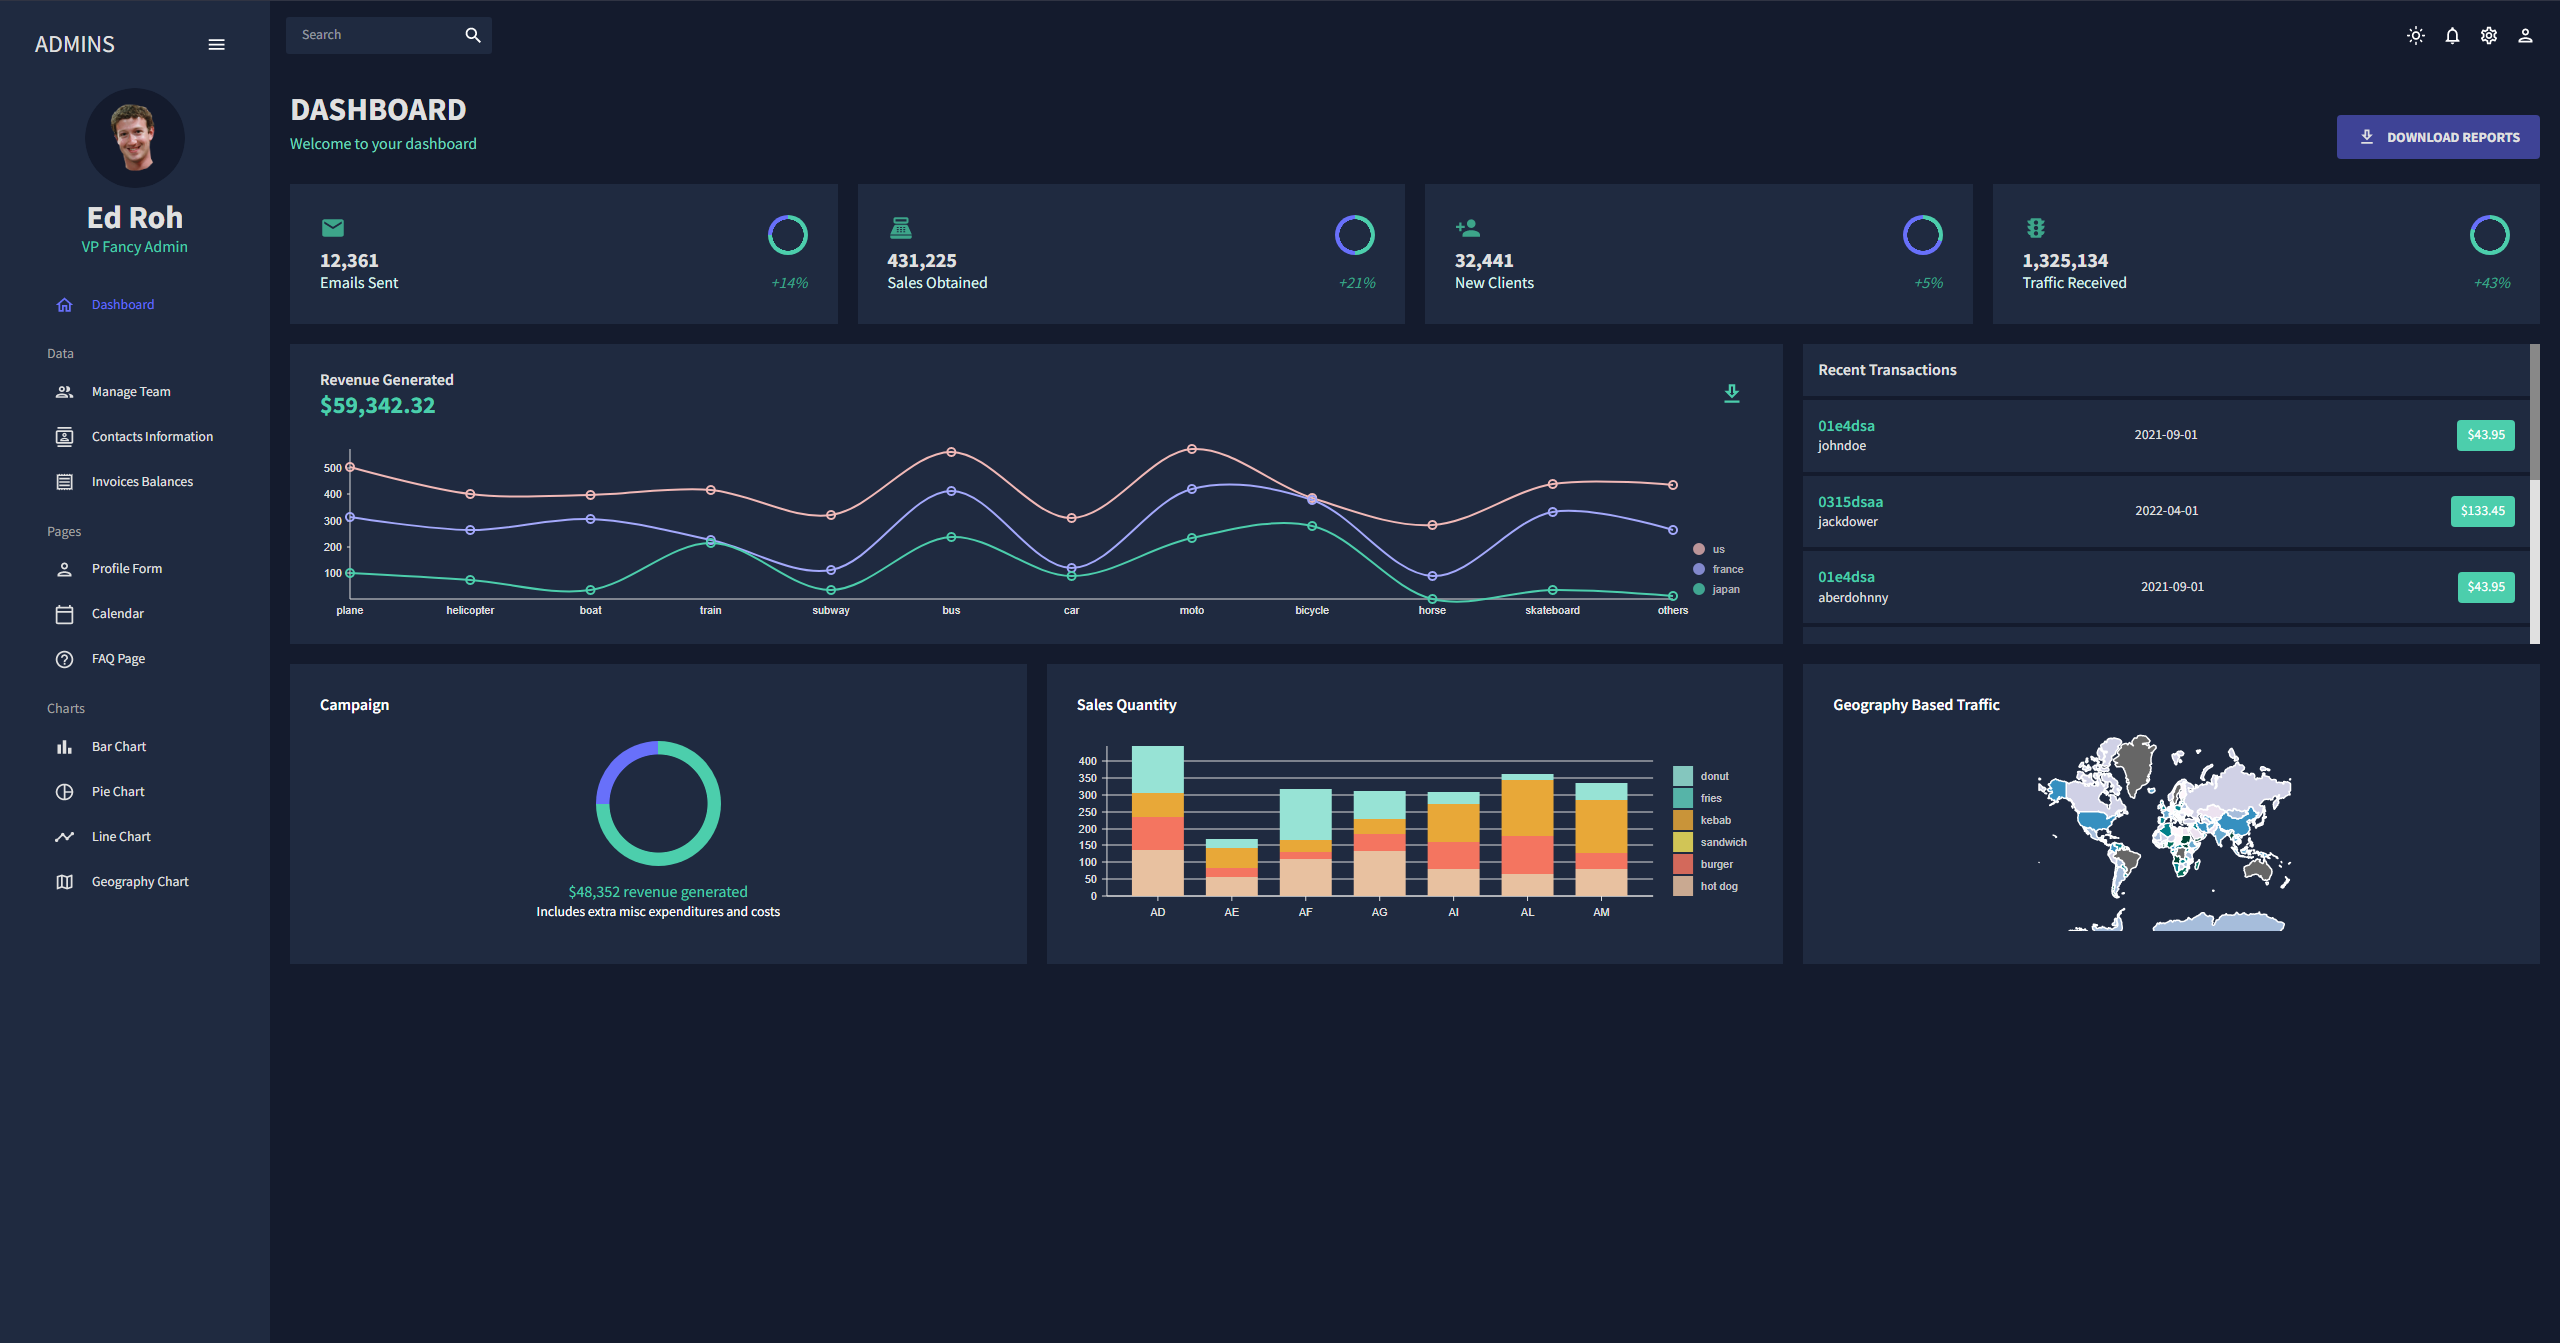 ADMINS
Search
Ed Roh
VP Fancy Admin
Dashboard
Data
Manage Team
Contacts Information
Invoices Balances
Pages
Profile Form
Calendar
FAQ Page
Charts
Bar Chart
Pie Chart
Line Chart
Geography Chart
DASHBOARD
Welcome to your dashboard
DOWNLOAD REPORTS
12,361
Emails Sent
+14%
431,225
Sales Obtained
+21%
32,441
New Clients
+5%
1,325,134
Traffic Received
+43%
Revenue Generated
$59,342.32
500
400
300
200
100
plane helicopter boat train subway bus car moto bicycle horse skateboard others
us
france
japan
Recent Transactions
01e4dsa
johndoe
2021-09-01
$43.95
0315dsaa
jackdower
2022-04-01
$133.45
01e4dsa
aberdohnny
2021-09-01
$43.95
Campaign
$48,352 revenue generated
Includes extra misc expenditures and costs
Sales Quantity
400
350
300
250
200
150
100
50
0
AD AE AF AG AI AL AM
donut
fries
kebab
sandwich
burger
hot dog
Geography Based Traffic